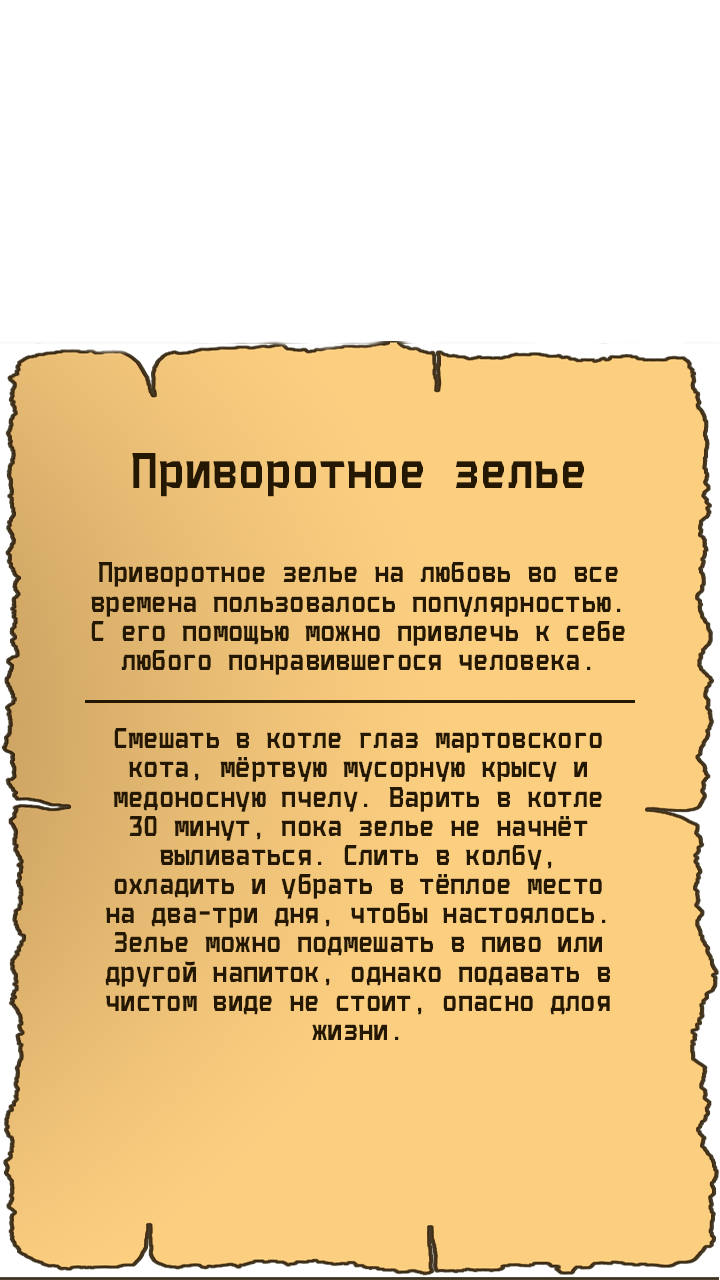 Приворотное зелье
Приворотное зелье на любовь во все
времена пользовалось популярностью.
С его помощью можно привлечь к себе
любого понравившегося человека.
Смешать в котле глаз мартовского
кота, мёртвую мусорную крысу и
медоносную пчелу. Варить в котле
30 минут, пока зелье не начнёт
выливаться. Слить в колбу,
охладить и убрать в тёплое место
на два-три дня, чтобы настоялось.
Зелье можно подмешать в пиво или
другой напиток, однако подавать в
чистом виде не стоит, опасно длоя
жизни.